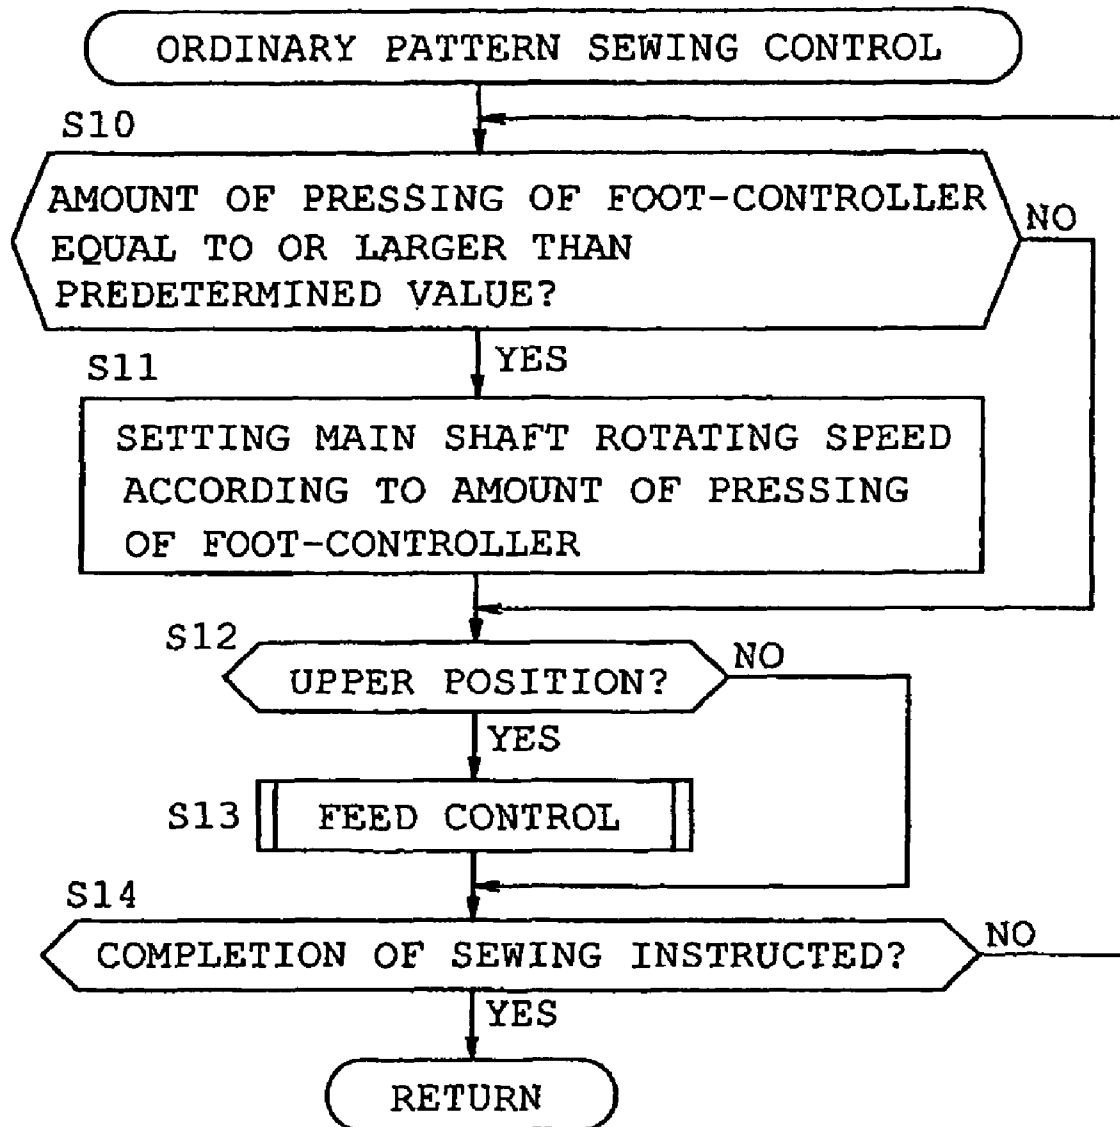 ORDINARY PATTERN SEWING CONTROL
S10
AMOUNT OF PRESSING OF FOOT-CONTROLLER
EQUAL TO OR LARGER THAN
PREDETERMINED VALUE?
NO
YES
S11
SETTING MAIN SHAFT ROTATING SPEED
ACCORDING TO AMOUNT OF PRESSING
OF FOOT-CONTROLLER
S12
UPPER POSITION?
NO
YES
S13
FEED CONTROL
S14
COMPLETION OF SEWING INSTRUCTED?
NO
YES
RETURN